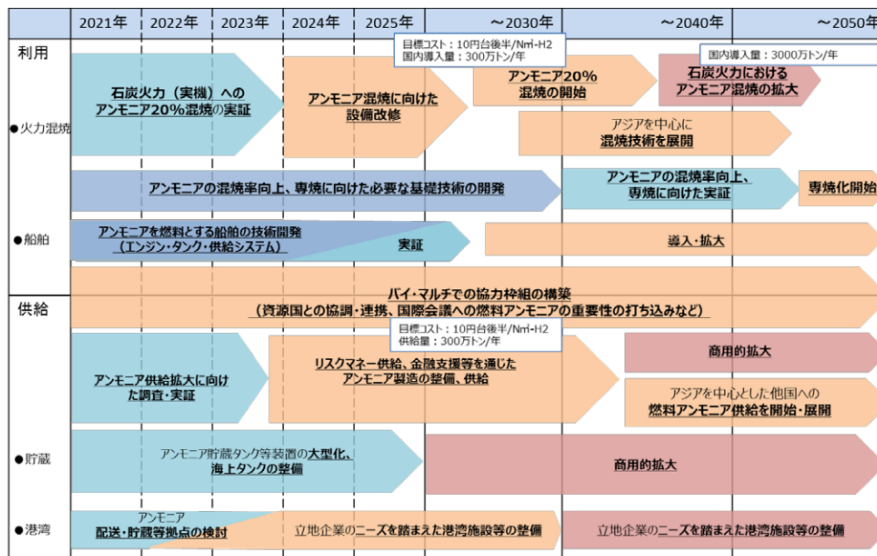 2021年 2022年 2023年 2024年 2025年 ～2030年 ～2040年 ～2050年
利用
目標コスト：10円台後半/N㎥-H2
国内導入量：300万トン/年
国内導入量：3000万トン/年
●火力混焼
石炭火力（実機）への
アンモニア20％混焼の実証
アンモニア混焼に向けた
設備改修
アンモニア20％
混焼の開始
石炭火力における
アンモニア混焼の拡大
アジアを中心に
混焼技術を展開
アンモニアの混焼率向上、専焼に向けた必要な基礎技術の開発
アンモニアの混焼率向上、
専焼に向けた実証
専焼化開始
●船舶
アンモニアを燃料とする船舶の技術開発
（エンジン・タンク・供給システム）
実証
導入・拡大
バイ・マルチでの協力枠組の構築
（資源国との協調・連携、国際会議への燃料アンモニアの重要性の打ち込みなど）
供給
目標コスト：10円台後半/N㎥-H2
供給量：300万トン/年
アンモニア供給拡大に向け
た調査・実証
リスクマネー供給、金融支援等を通じた
アンモニア製造の整備、供給
商用的拡大
アジアを中心とした他国への
燃料アンモニア供給を開始・展開
●貯蔵
アンモニア貯蔵タンク等装置の大型化、
海上タンクの整備
商用的拡大
●港湾
アンモニア
配送・貯蔵等拠点の検討
立地企業のニーズを踏まえた港湾施設等の整備
立地企業のニーズを踏まえた港湾施設等の整備